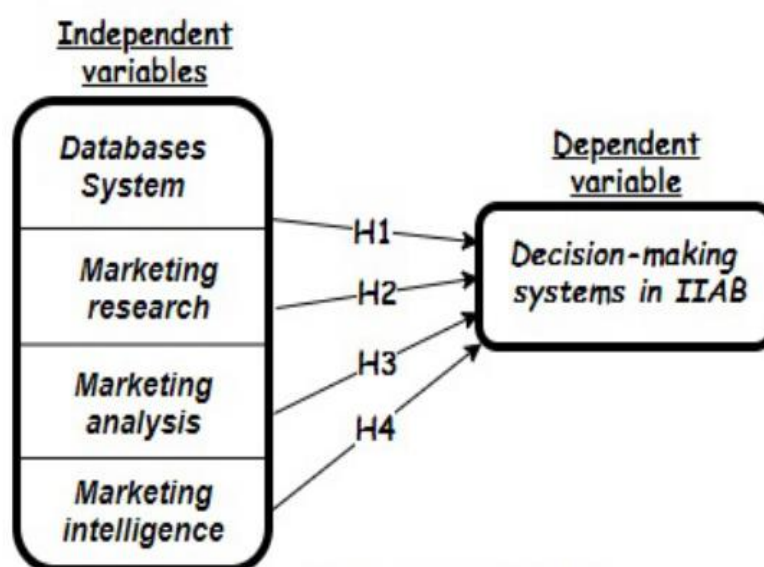 Independent
variables
Databases
System
Marketing
research
Marketing
analysis
Marketing
intelligence
H1
H2
H3
H4
Dependent
variable
Decision-making
systems in IIAB